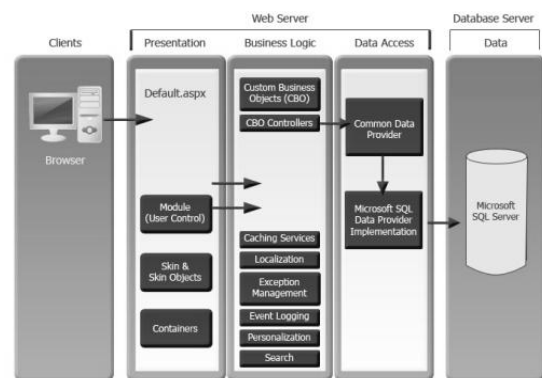 Web Server
Database Server
Clients
Presentation
Business Logic
Data Access
Data
Browser
Default.aspx
Module
(User Control)
Skin &
Skin Objects
Containers
Custom Business
Objects (CBO)
CBO Controllers
Caching Services
Localization
Exception
Management
Event Logging
Personalization
Search
Common Data
Provider
Microsoft SQL
Data Provider
Implementation
Microsoft
SQL Server